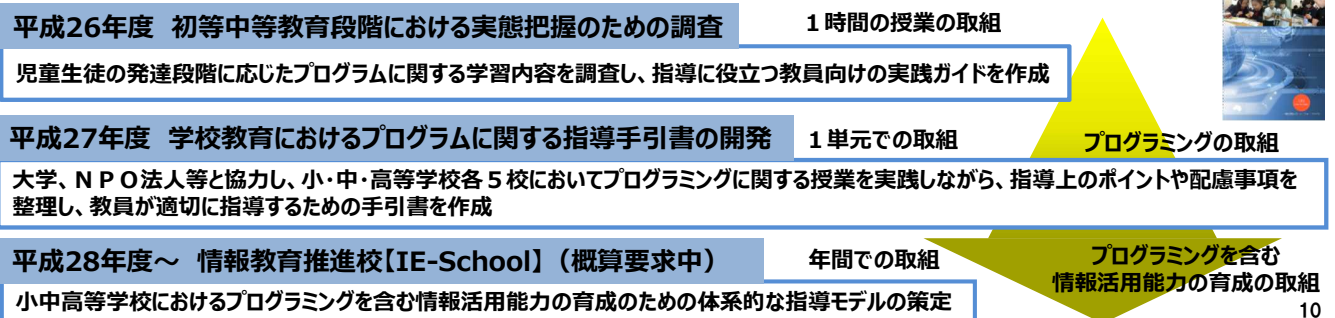 平成26年度 初等中等教育段階における実態把握のための調査
1時間の授業の取組
児童生徒の発達段階に応じたプログラムに関する学習内容を調査し、指導に役立つ教員向けの実践ガイドを作成
平成27年度 学校教育におけるプログラムに関する指導手引書の開発
1単元での取組
プログラミングの取組
大学、NPO法人等と協力し、小・中・高等学校各5校においてプログラミングに関する授業を実践しながら、指導上のポイントや配慮事項を
整理し、教員が適切に指導するための手引書を作成
平成28年度～ 情報教育推進校【IE-School】（概算要求中）
年間での取組
プログラミングを含む
情報活用能力の育成の取組
小中高等学校におけるプログラミングを含む情報活用能力の育成のための体系的な指導モデルの策定
10